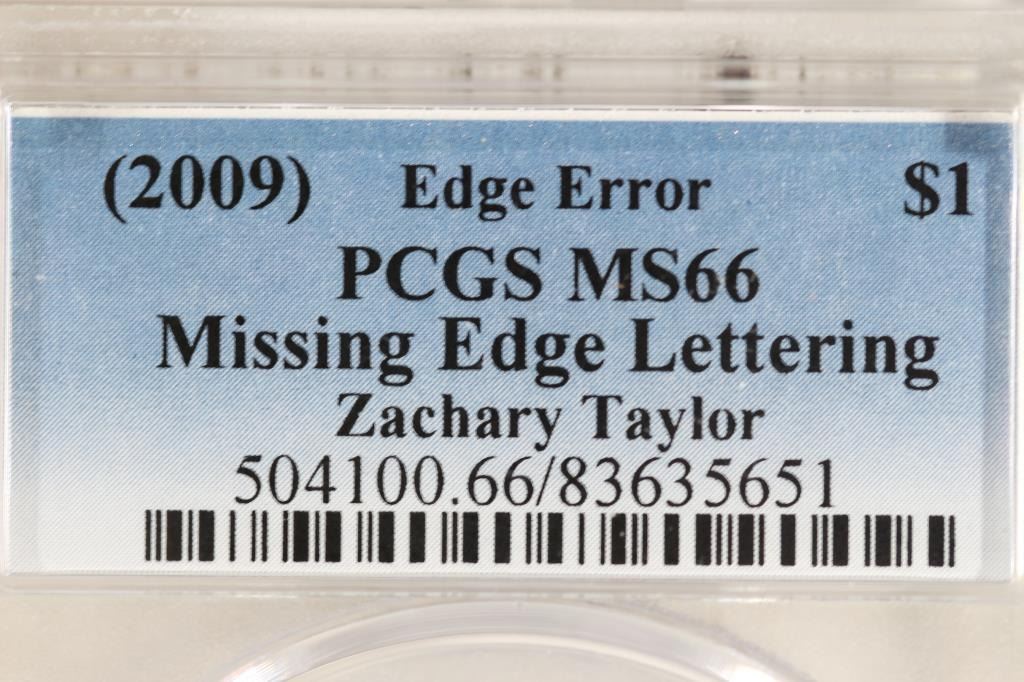 (2009) Edge Error $1
PCGS MS66
Missing Edge Lettering
Zachary Taylor
504100.66/83635651